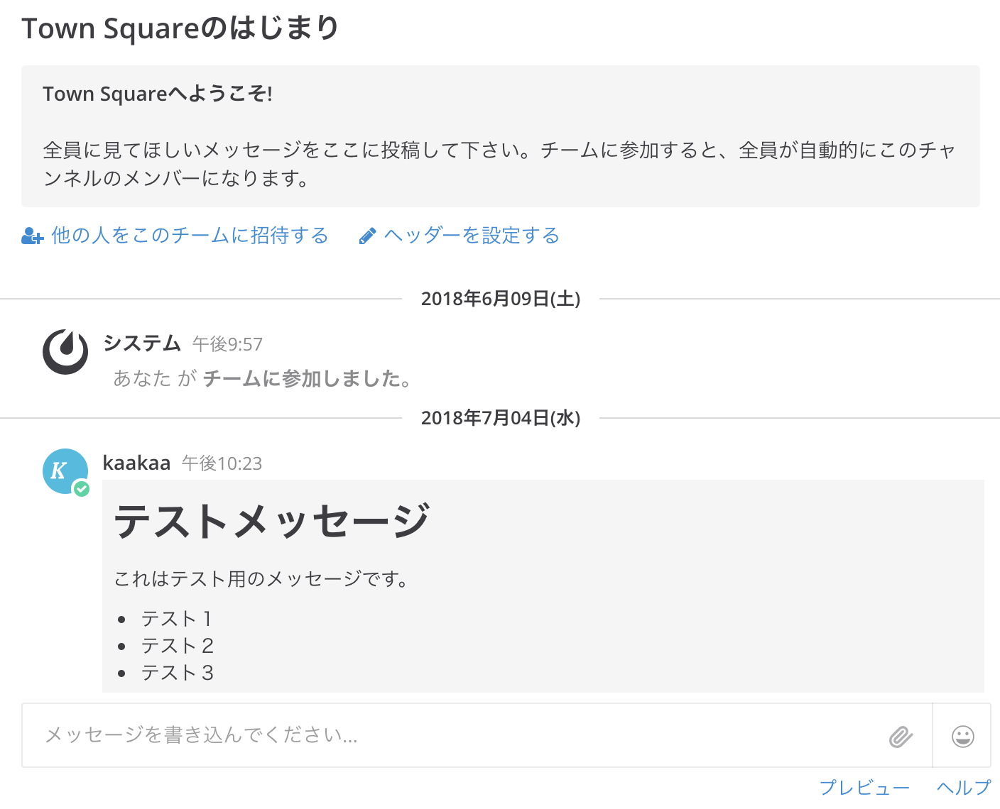 Town Squareのはじまり
Town Squareへようこそ!
全員に見てほしいメッセージをここに投稿して下さい。チームに参加すると、全員が自動的にこのチャ
ンネルのメンバーになります。
他の人をこのチームに招待する ヘッダーを設定する
2018年6月09日(土)
システム 午後9:57
あなた が チームに参加しました。
2018年7月04日(水)
K
kaakaa 午後10:23
テストメッセージ
これはテスト用のメッセージです。
• テスト１
• テスト２
• テスト３
メッセージを書き込んでください...
プレビュー ヘルプ